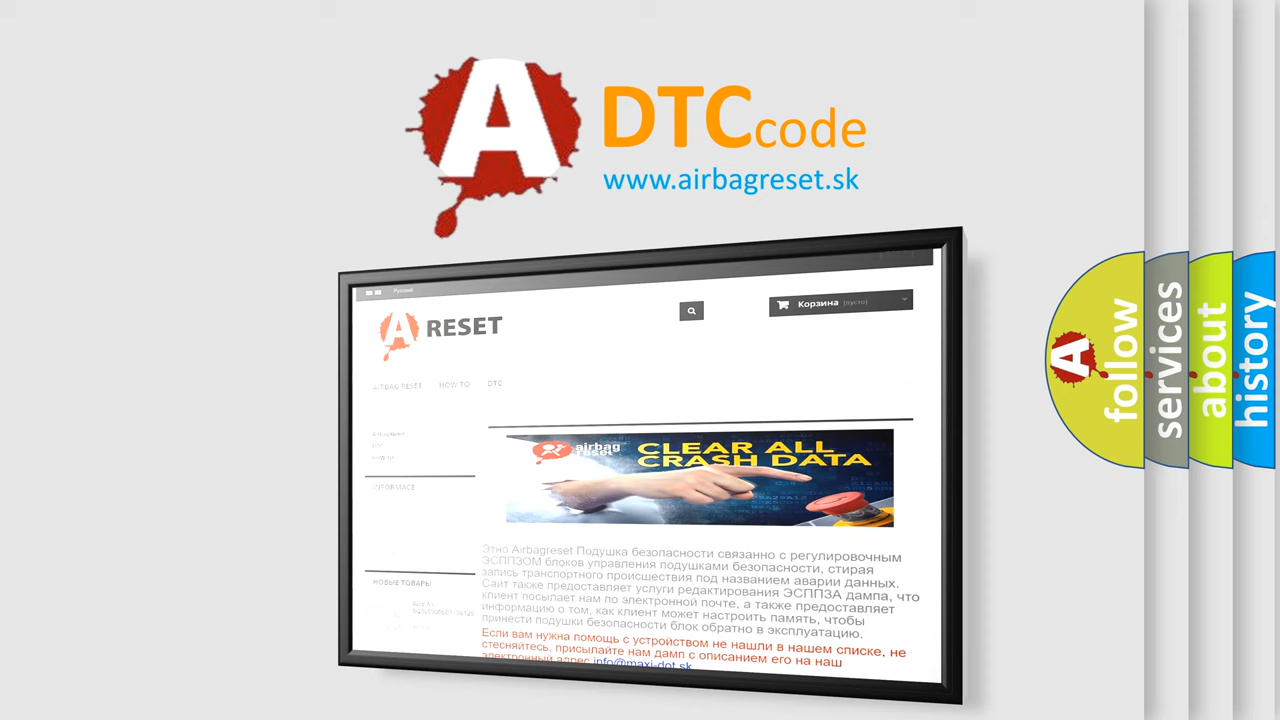 A
DTC code
www.airbagreset.sk
Русский
A RESET
Корзина (пусто)
AIRBAG RESET HOW TO DTC
INFORMACE
НОВЫЕ ТОВАРЫ
airbag
reset
CLEAR ALL
CRASH DATA
Этно Airbagreset Подушка безопасности связанно с регулировочным
ЭСППЗОМ блоков управления подушками безопасности, стирая
запись транспортного происшествия под названием аварии данных.
Сайт также предоставляет услуги редактирования ЭСППЗА дампа, что
клиент посылает нам по электронной почте, а также предоставляет
информацию о том, как клиент может настроить память, чтобы
принести подушки безопасности блок обратно в эксплуатацию.
Если вам нужна помощь с устройством не нашли в нашем списке, не
стесняйтесь, присылайте нам дамп с описанием его на наш
электронный адрес info@maxi-dot.sk
A
follow
services
about
history